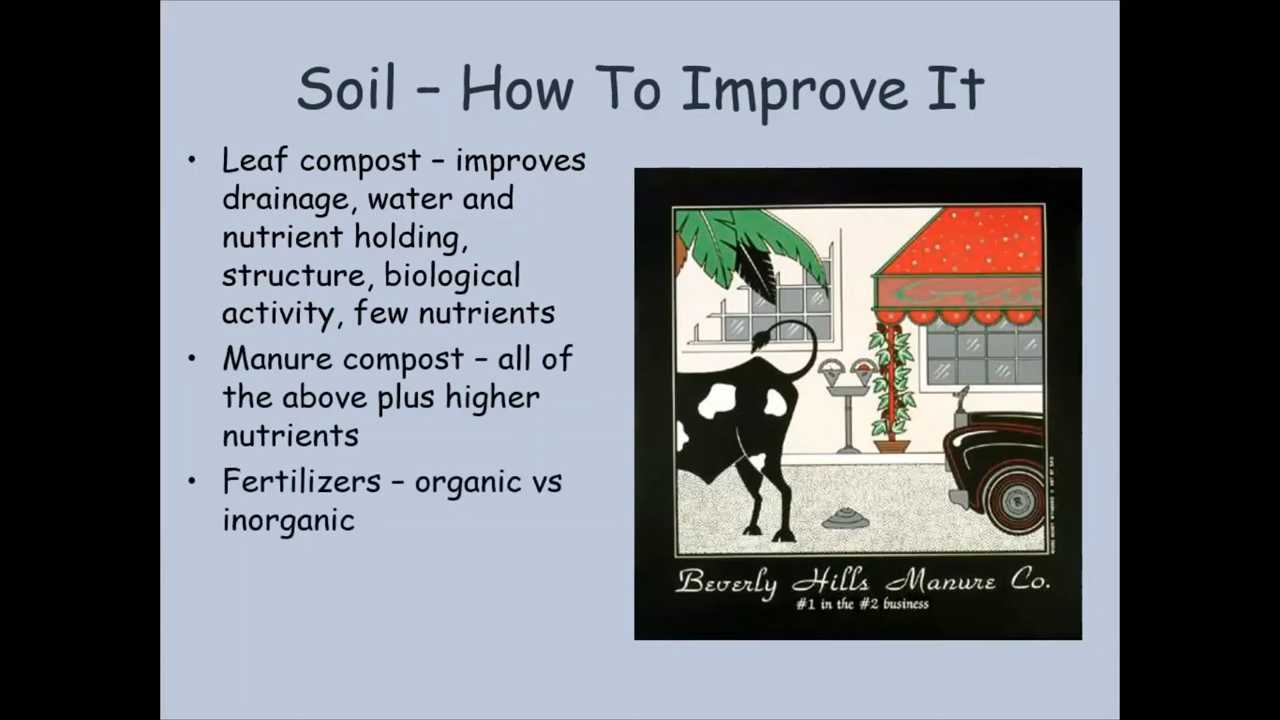 Soil – How To Improve It
• Leaf compost – improves
drainage, water and
nutrient holding,
structure, biological
activity, few nutrients
• Manure compost – all of
the above plus higher
nutrients
• Fertilizers – organic vs
inorganic
Beverly Hills Manure Co.
#1 in the #2 business